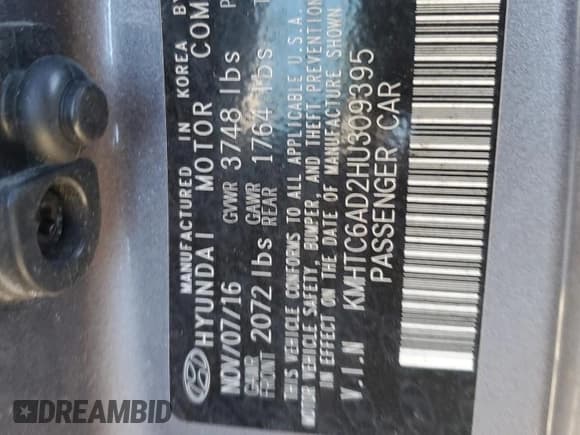 MANUFACTURED IN KOREA BY
HYUNDAI MOTOR COM
NOV/07/16 GVWR 3748 lbs
GAWR FRONT 2072 lbs GAWR REAR 1764 lbs
THIS VEHICLE CONFORMS TO ALL APPLICABLE U.S.A.
MOTOR VEHICLE SAFETY, BUMPER, AND THEFT PREVENTION
IN EFFECT ON THE DATE OF MANUFACTURE SHOWN
V.I.N KMHTC6AD2HU309395
PASSENGER CAR
DREAMBID